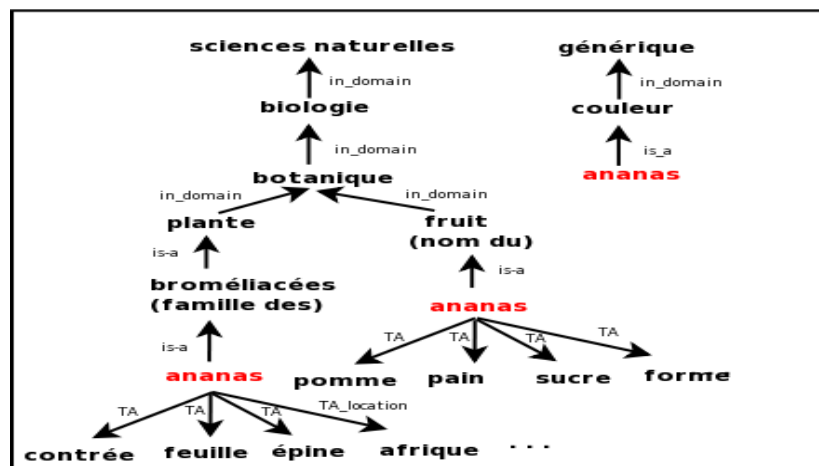 sciences naturelles
générique
in_domain
in_domain
biologie
couleur
in_domain
is_a
botanique
ananas
in_domain
in_domain
plante
fruit
(nom du)
is-a
is-a
broméliacées
(famille des)
ananas
is-a
TA
TA
TA
TA
ananas
pomme
pain
sucre
forme
TA
TA
TA
TA_location
contrée
feuille
épine
afrique
...